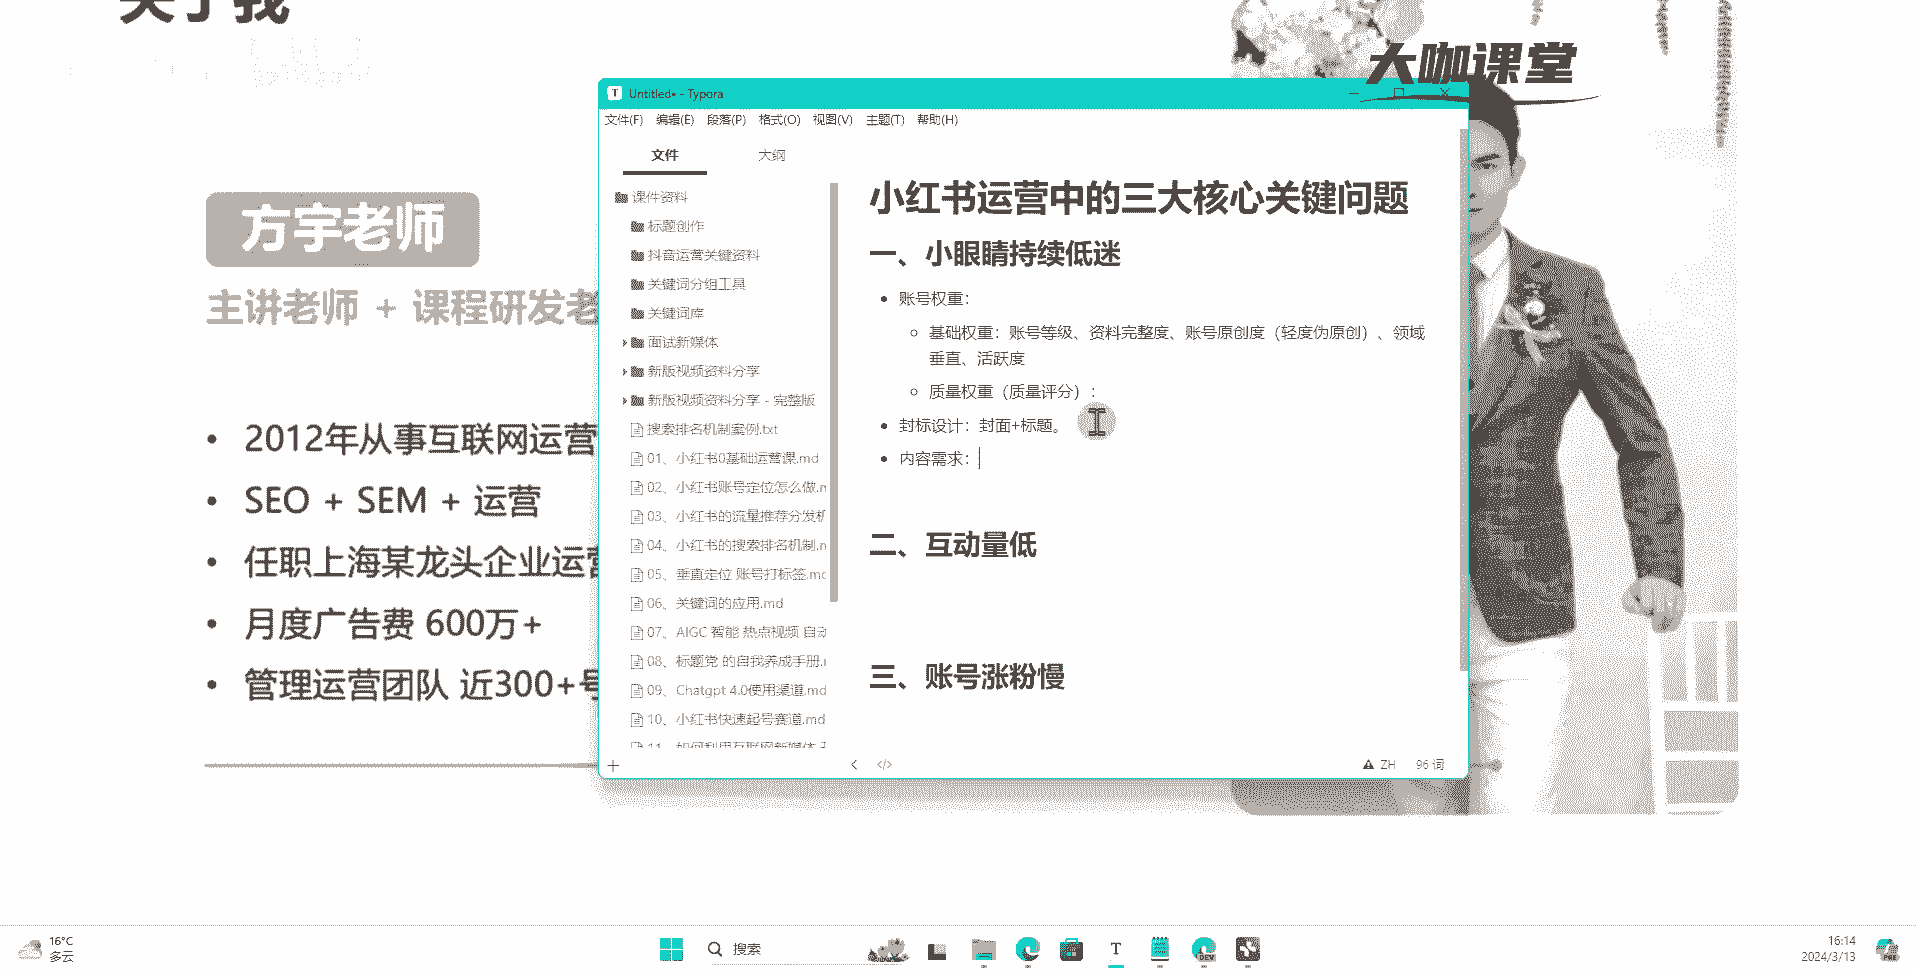 关于我
大咖课堂
方宇老师
主讲老师 + 课程研发老
2012年从事互联网运营
SEO + SEM + 运营
任职上海某龙头企业运营
月度广告费 600万+
管理运营团队 近300+号
Untitled• - Typora
文件(F) 编辑(E) 段落(P) 格式(O) 视图(V) 主题(T) 帮助(H)
文件 大纲
课件资料
标题创作
抖音运营关键资料
关键词分组工具
关键词库
面试新媒体
新版视频资料分享
新版视频资料分享 - 完整版
搜索排名机制案例.txt
01、小红书0基础运营课.md
02、小红书账号定位怎么做.m
03、小红书的流量推荐分发机
04、小红书的搜索排名机制.m
05、垂直定位 账号打标签.md
06、关键词的应用.md
07、AIGC 智能 热点视频 自动
08、标题党 的自我养成手册.m
09、Chatgpt 4.0使用渠道.md
10、小红书快速起号赛道.md
11、如何利用互联网新媒体
小红书运营中的三大核心关键问题
一、小眼睛持续低迷
账号权重：
基础权重：账号等级、资料完整度、账号原创度（轻度伪原创）、领域
垂直、活跃度
质量权重（质量评分）：
封标设计：封面+标题。
内容需求：
二、互动量低
三、账号涨粉慢
ZH 96 词
16°C
多云
搜索
T
DEV
16:14
2024/3/13
PRE